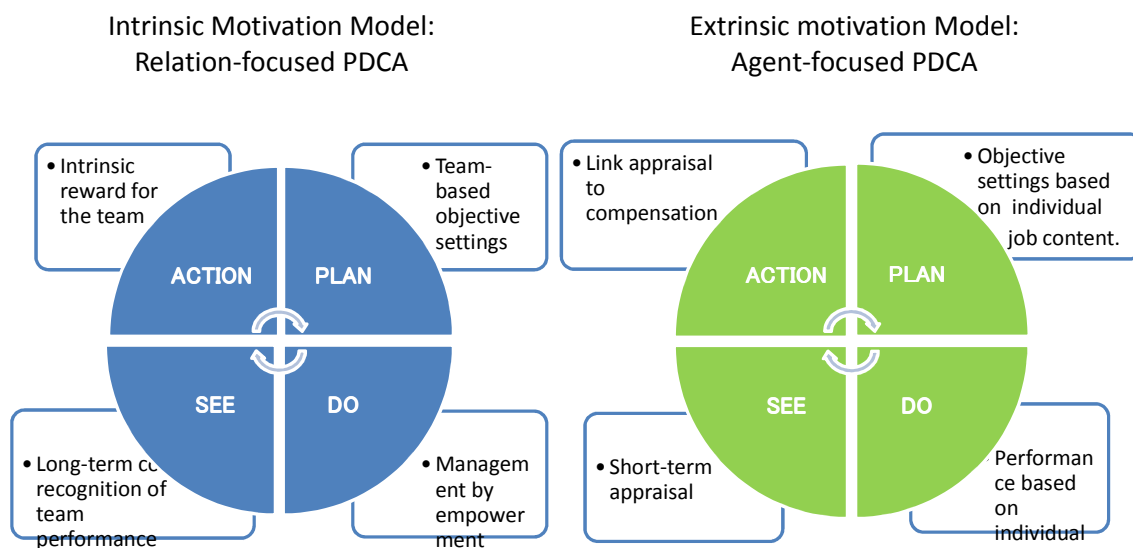 Intrinsic Motivation Model:
Relation-focused PDCA
• Intrinsic
reward for
the team
• Team-
based
objective
settings
ACTION
PLAN
SEE
DO
• Long-term
recognition of
team
performance
• Managem
ent by
empower
ment
Extrinsic motivation Model:
Agent-focused PDCA
• Link appraisal
to
compensation
• Objective
settings based
on individual
job content.
ACTION
PLAN
SEE
DO
• Short-term
appraisal
Performan
ce based
on
individual